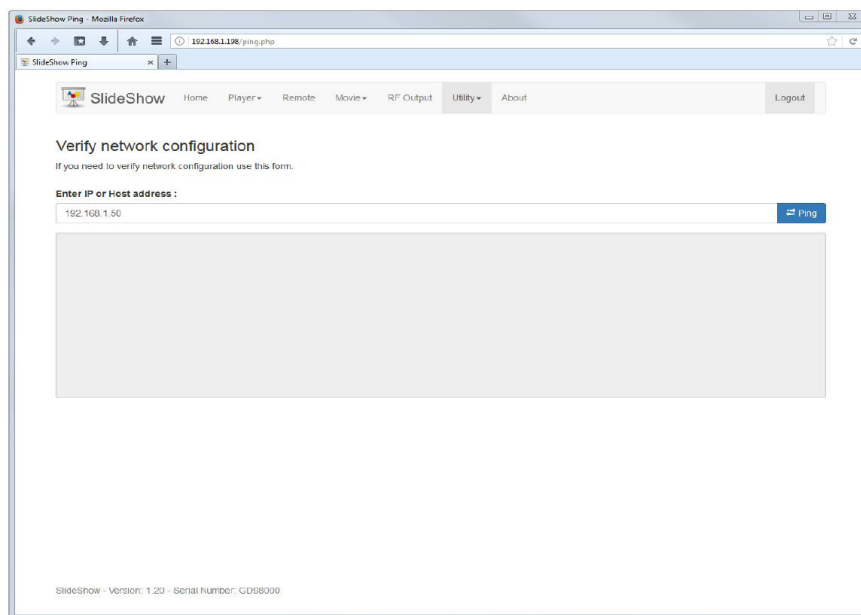 SlideShow Ping - Mozilla Firefox
192.168.1.198/ping.php
SlideShow Ping
SlideShow Home Player Remote Movie RF Output Utility About Logout
Verify network configuration
If you need to verify network configuration use this form.
Enter IP or Host address :
192.168.1.50 Ping
SlideShow - Version: 1.20 - Serial Number: GD98000